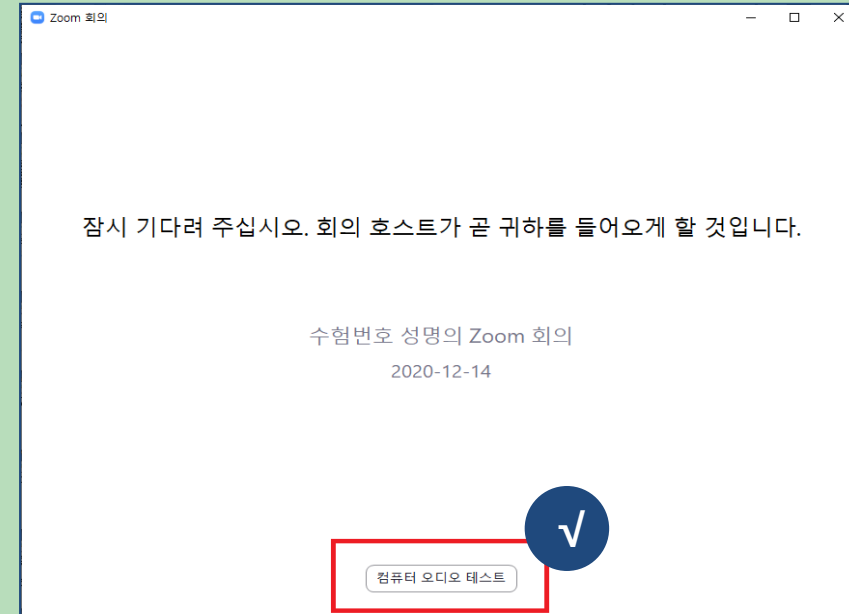 Zoom 회의
잠시 기다려 주십시오. 회의 호스트가 곧 귀하를 들어오게 할 것입니다.
수험번호 성명의 Zoom 회의
2020-12-14
√
컴퓨터 오디오 테스트